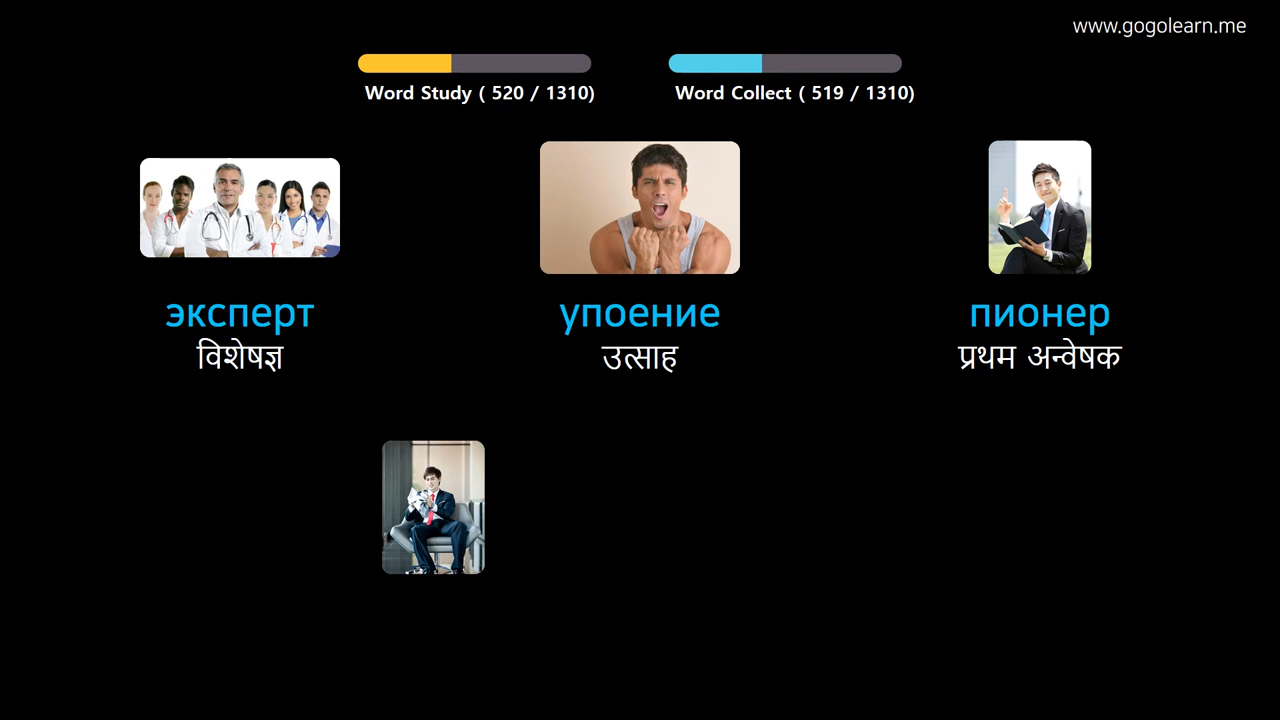 www.gogolearn.me
Word Study ( 520 / 1310)
Word Collect ( 519 / 1310)
эксперт
विशेषज्ञ
упоение
उत्साह
пионер
प्रथम अन्वेषक